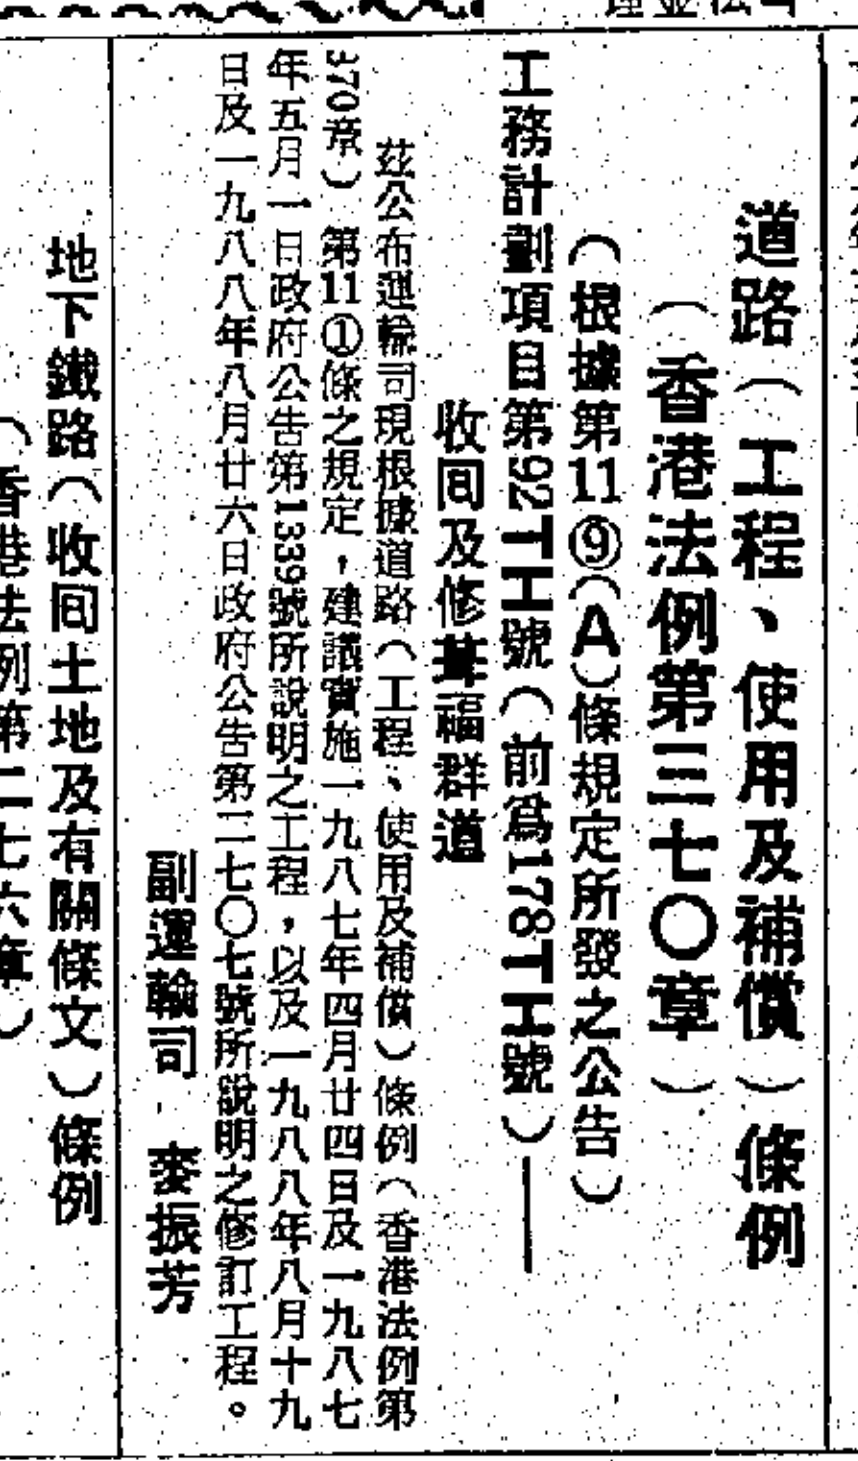 道路（工程、使用及補償）條例
（香港法例第三七〇章）
（根據第11⑨（A）條規定所發之公告）
工務計劃項目第92TH號（前爲178TH號）——
收回及修葺福群道
茲公布運輸司現根據道路（工程、使用及補償）條例（香港法例第
370章）第11①條之規定，建議實施一九八七年四月廿四日及一九八七
年五月一日政府公告第1339號所說明之工程，以及一九八八年八月十九
日及一九八八年八月廿六日政府公告第二七〇七號所說明之修訂工程。
副運輸司 麥振芳
地下鐵路（收回土地及有關條文）條例
（香港法例第二七六章）